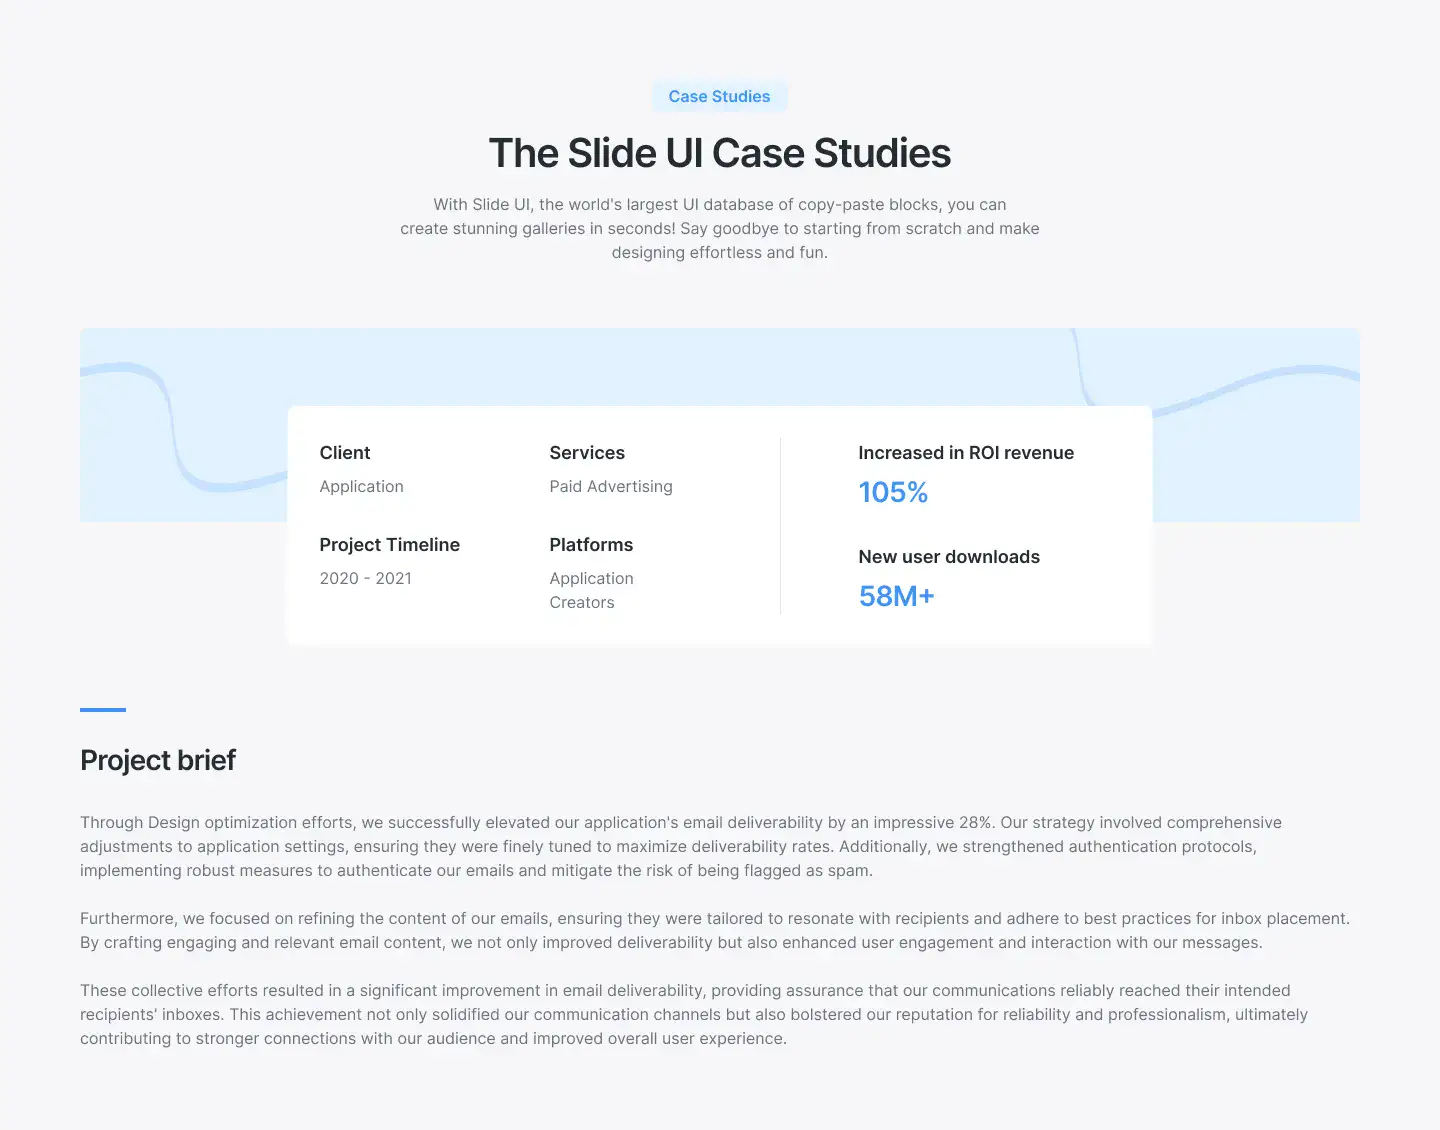 Case Studies
The Slide UI Case Studies
With Slide UI, the world's largest UI database of copy-paste blocks, you can
create stunning galleries in seconds! Say goodbye to starting from scratch and make
designing effortless and fun.
Client
Application
Services
Paid Advertising
Project Timeline
2020 - 2021
Platforms
Application
Creators
Increased in ROI revenue
105%
New user downloads
58M+
Project brief
Through Design optimization efforts, we successfully elevated our application's email deliverability by an impressive 28%. Our strategy involved comprehensive
adjustments to application settings, ensuring they were finely tuned to maximize deliverability rates. Additionally, we strengthened authentication protocols,
implementing robust measures to authenticate our emails and mitigate the risk of being flagged as spam.
Furthermore, we focused on refining the content of our emails, ensuring they were tailored to resonate with recipients and adhere to best practices for inbox placement.
By crafting engaging and relevant email content, we not only improved deliverability but also enhanced user engagement and interaction with our messages.
These collective efforts resulted in a significant improvement in email deliverability, providing assurance that our communications reliably reached their intended
recipients' inboxes. This achievement not only solidified our communication channels but also bolstered our reputation for reliability and professionalism, ultimately
contributing to stronger connections with our audience and improved overall user experience.